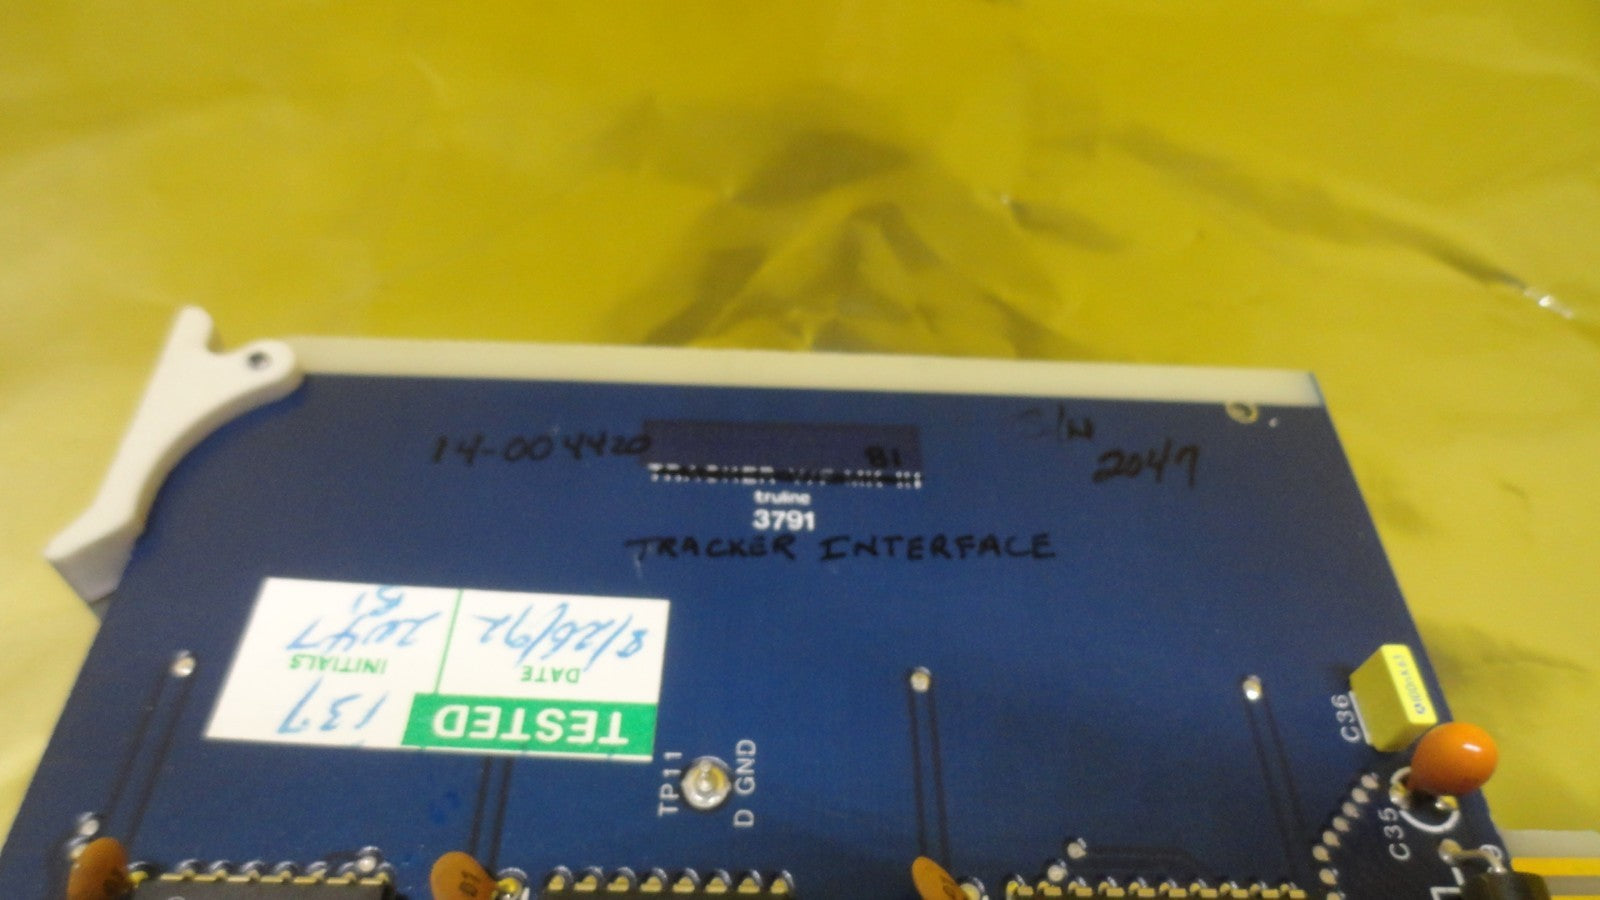 14-004420
B1
S/N
2047
truline
3791
TRACKER INTERFACE
TESTED
137
DATE
8/26/92
INITIALS
2047
B1
TP11
D GND
C36
C35